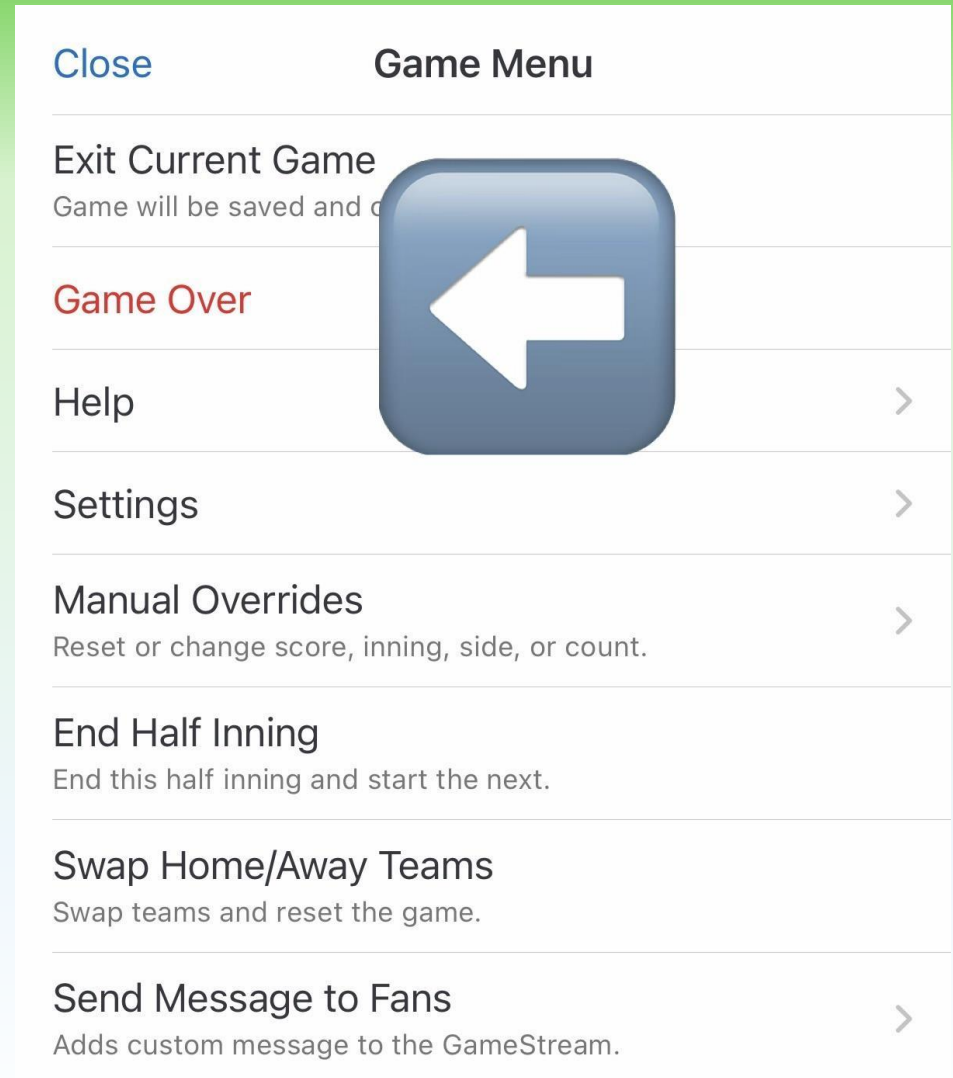 Close
Game Menu
Exit Current Game
Game will be saved and
Game Over
Help
Settings
Manual Overrides
Reset or change score, inning, side, or count.
End Half Inning
End this half inning and start the next.
Swap Home/Away Teams
Swap teams and reset the game.
Send Message to Fans
Adds custom message to the GameStream.